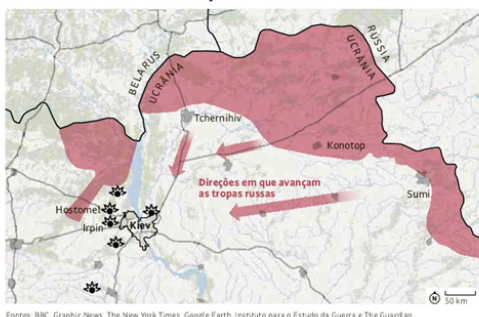 BELARUS
UCRÂNIA
RÚSSIA
UCRÂNIA
Tchernihiv
Konotop
Direções em que avançam
as tropas russas
Sumi
Hostomel
Irpin
Kiev
N
50 km
Fontes: BBC, Graphic News, The New York Times, Google Earth, Instituto para o Estudo da Guerra e The Guardian